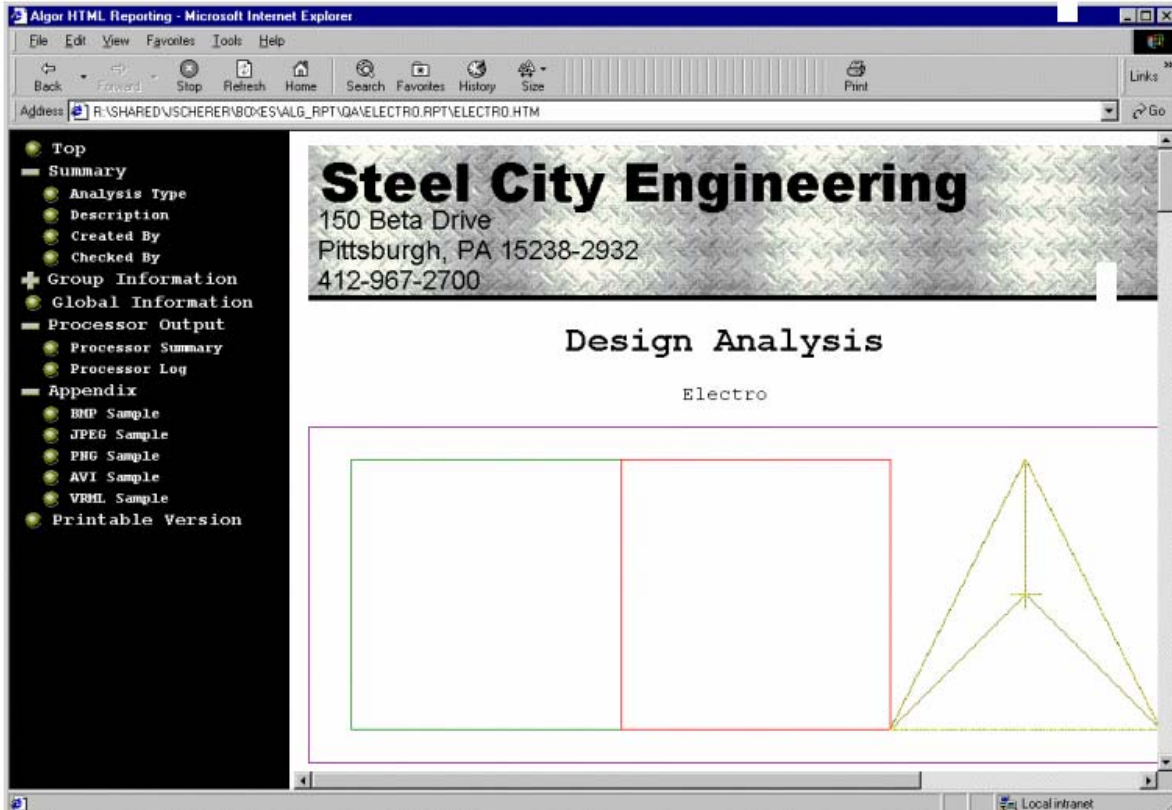 Algor HTML Reporting - Microsoft Internet Explorer
File Edit View Favorites Tools Help
Back Forward Stop Refresh Home Search Favorites History Size Print Links
Address R:\SHARED\JSCHERER\BOXES\ALG_RPT\QA\ELECTRO.RPT\ELECTRO.HTM Go
Top
Summary
Analysis Type
Description
Created By
Checked By
Group Information
Global Information
Processor Output
Processor Summary
Processor Log
Appendix
BMP Sample
JPEG Sample
PNG Sample
AVI Sample
VRML Sample
Printable Version
Steel City Engineering
150 Beta Drive
Pittsburgh, PA 15238-2932
412-967-2700
Design Analysis
Electro
Local intranet